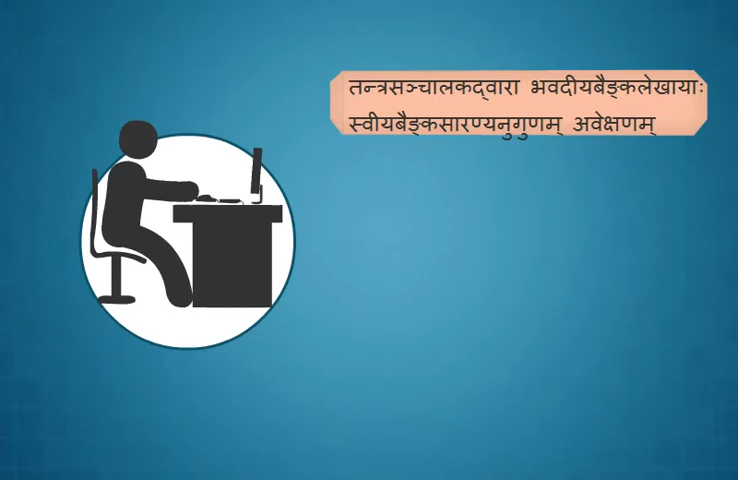 तन्त्रसञ्चालकद्वारा भवदीयबैङ्कलेखायाः
स्वीयबैङ्कसारण्यनुगुणम् अवेक्षणम्